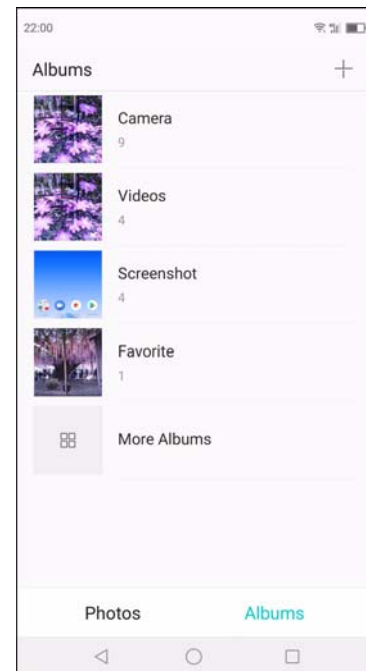 22:00
Albums
Camera
9
Videos
4
Screenshot
4
Favorite
1
More Albums
Photos Albums